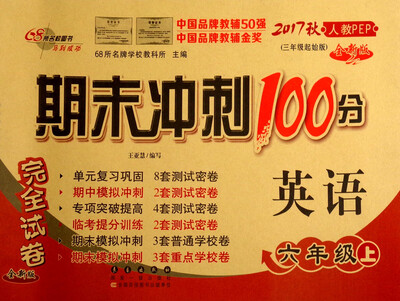 68所名校图书
马到成功
中国品牌教辅50强
中国品牌教辅金奖
68所名牌学校教科所 主编
2017秋·人教PEP
(三年级起始版)
全新版
期末冲刺100分
王亚慧/编写
完全试卷
全新版
单元复习巩固 8套测试密卷
期中模拟冲刺 2套测试密卷
专项突破提高 4套测试密卷
临考提分训练 2套测试密卷
期末模拟冲刺 3套普通学校卷
期末模拟冲刺 3套重点学校卷
英语
六年级上